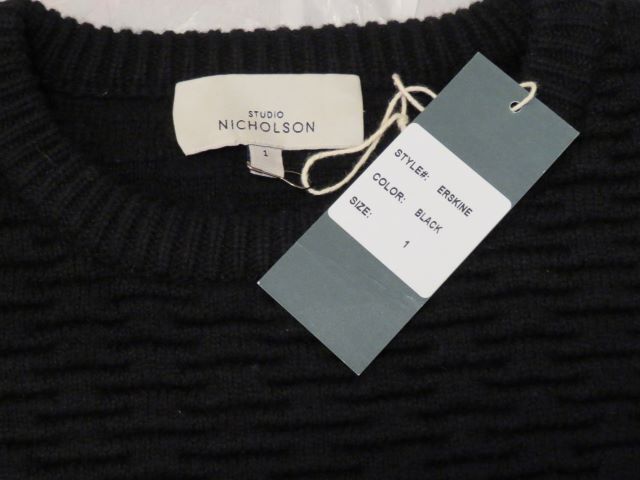 STUDIO
NICHOLSON
1
STYLE#: ERSKINE
COLOR: BLACK
SIZE: 1